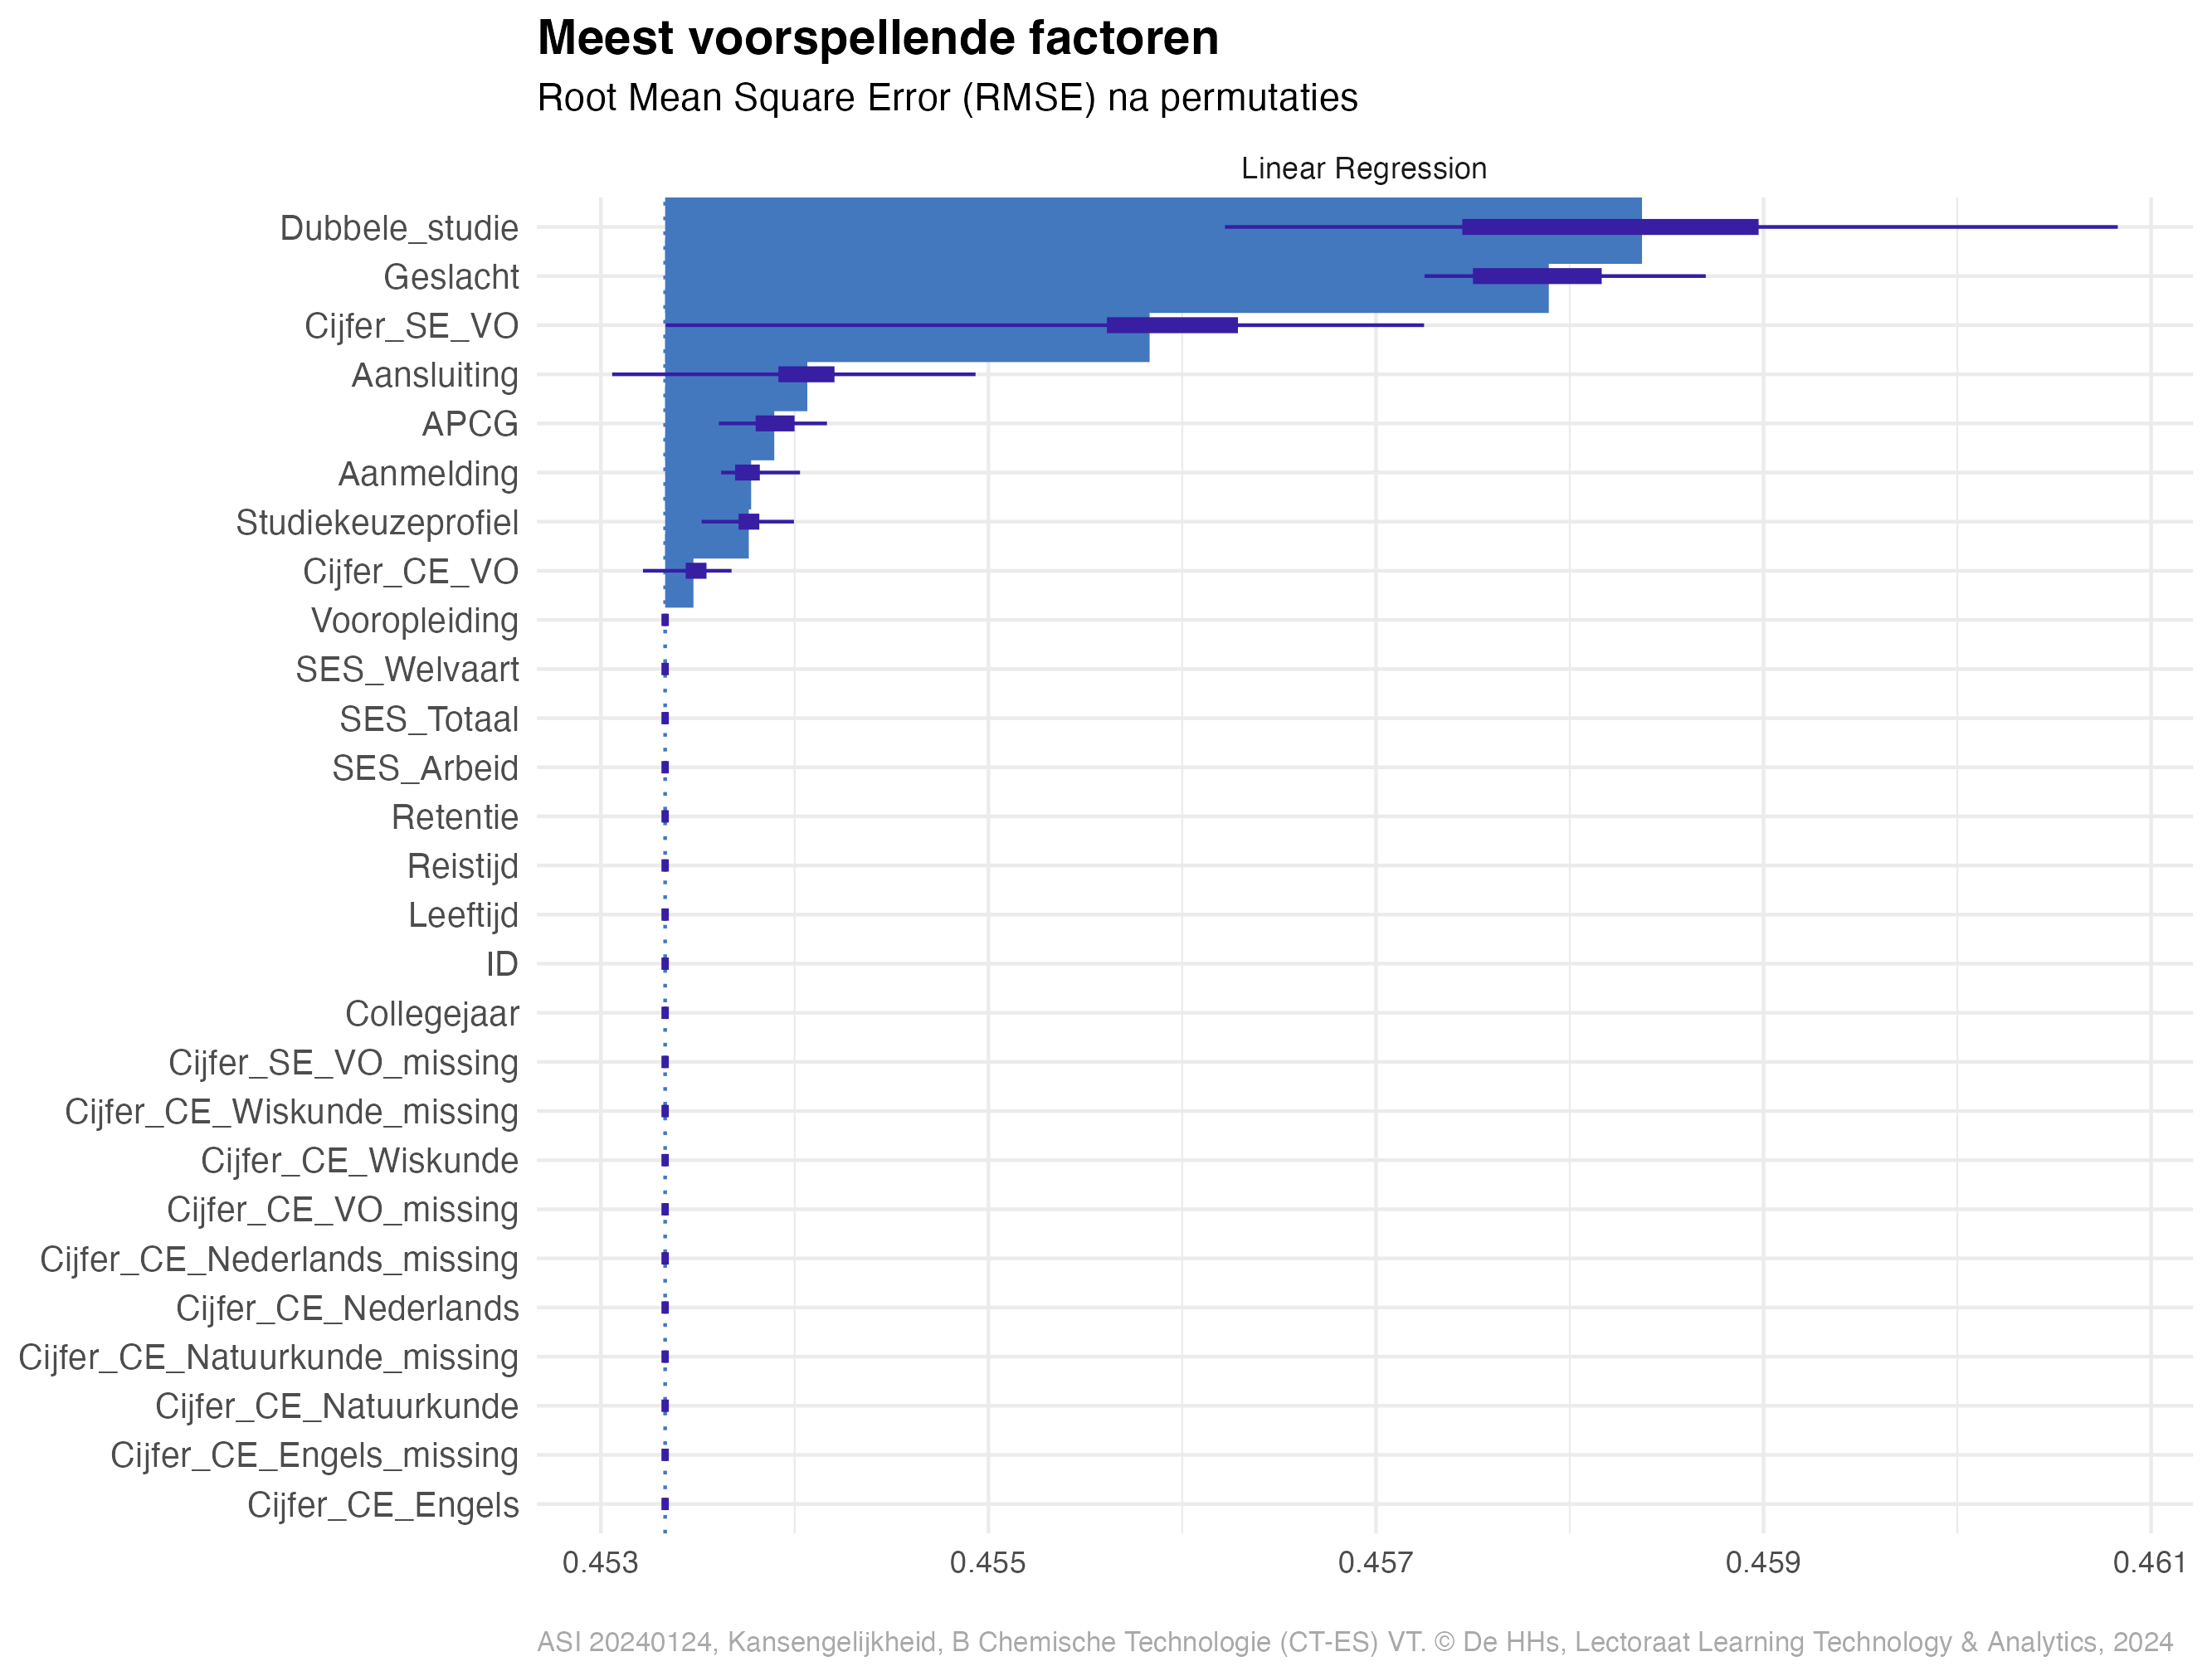 Meest voorspellende factoren
Root Mean Square Error (RMSE) na permutaties
Linear Regression
Dubbele_studie
Geslacht
Cijfer_SE_VO
Aansluiting
APCG
Aanmelding
Studiekeuzeprofiel
Cijfer_CE_VO
Vooropleiding
SES_Welvaart
SES_Totaal
SES_Arbeid
Retentie
Reistijd
Leeftijd
ID
Collegejaar
Cijfer_SE_VO_missing
Cijfer_CE_Wiskunde_missing
Cijfer_CE_Wiskunde
Cijfer_CE_VO_missing
Cijfer_CE_Nederlands_missing
Cijfer_CE_Nederlands
Cijfer_CE_Natuurkunde_missing
Cijfer_CE_Natuurkunde
Cijfer_CE_Engels_missing
Cijfer_CE_Engels
0.453 0.455 0.457 0.459 0.461
ASI 20240124, Kansengelijkheid, B Chemische Technologie (CT-ES) VT. © De HHs, Lectoraat Learning Technology & Analytics, 2024